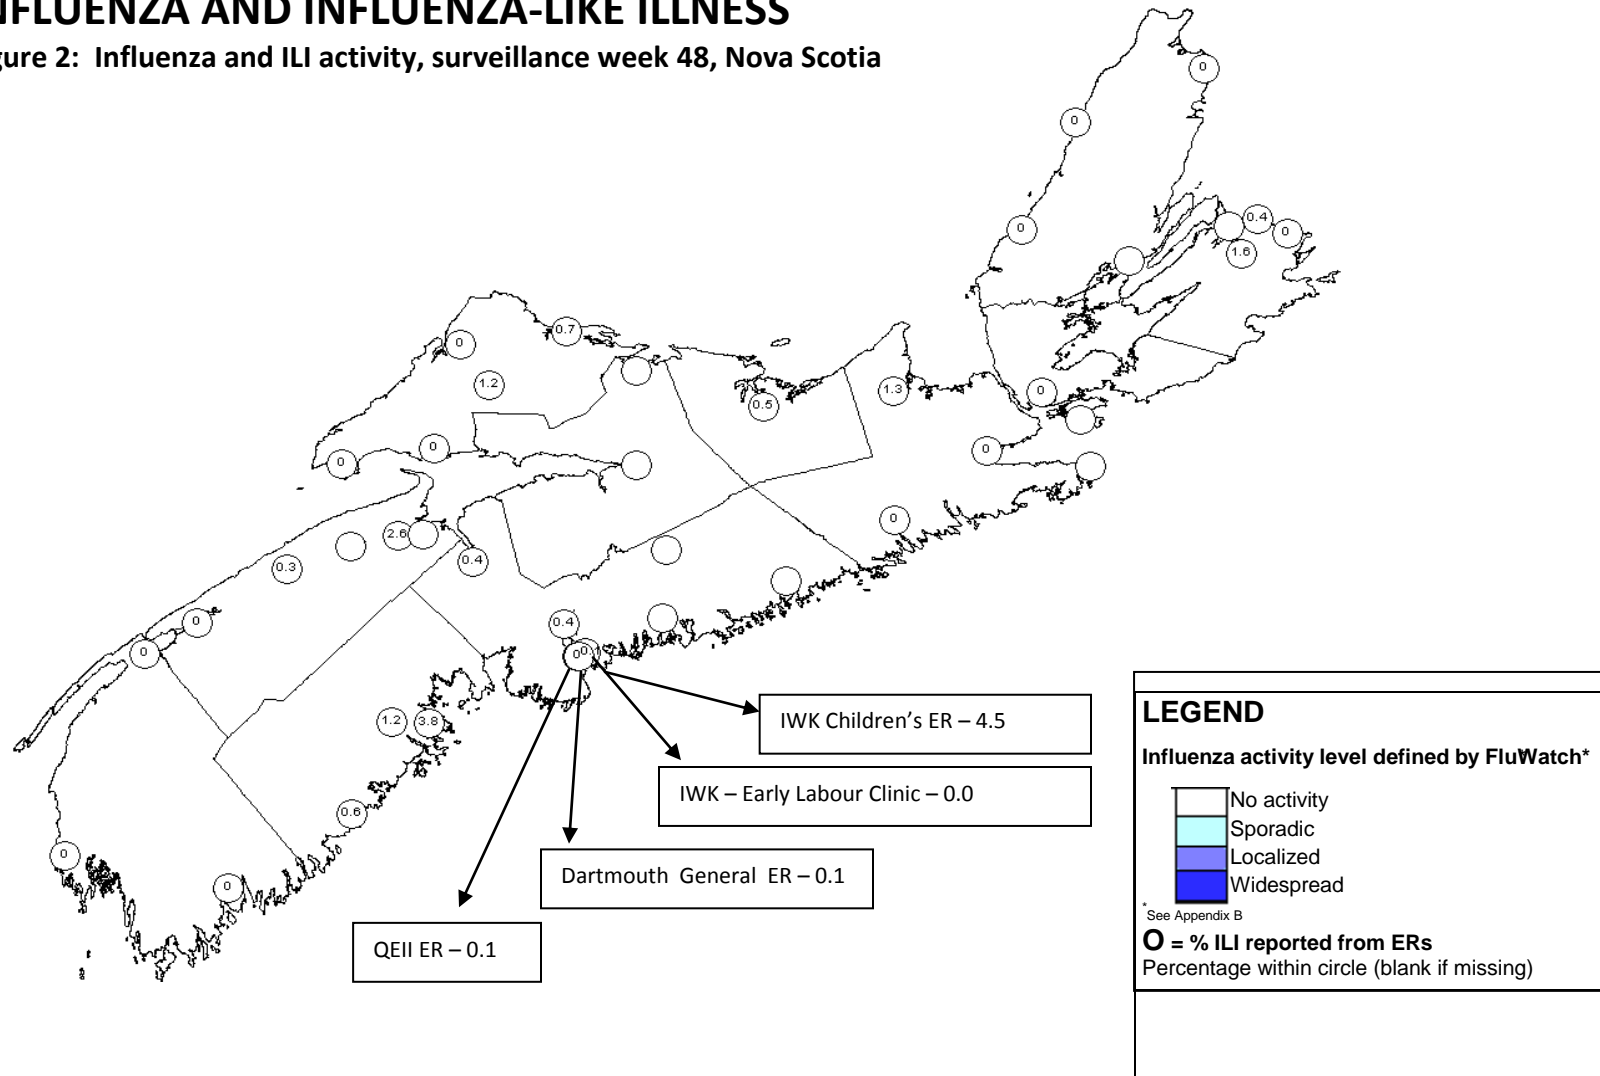 NFLUENZA AND INFLUENZA-LIKE ILLNESS
gure 2: Influenza and ILI activity, surveillance week 48, Nova Scotia
0
0
0
0.4
0
1.6
0.7
0
1.2
1.3
0
0.5
0
0
0
0
2.6
0.4
0.3
0
0.4
0
0.1
0
1.2
3.8
0.6
0
0
IWK Children’s ER – 4.5
IWK – Early Labour Clinic – 0.0
Dartmouth General ER – 0.1
QEII ER – 0.1
LEGEND
Influenza activity level defined by FluWatch*
No activity
Sporadic
Localized
Widespread
*See Appendix B
O = % ILI reported from ERs
Percentage within circle (blank if missing)